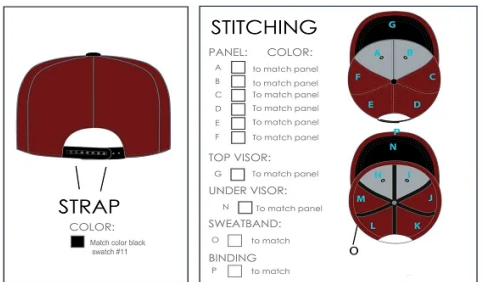 STRAP
COLOR:
Match color black
swatch #11
STITCHING
PANEL: COLOR:
A to match panel
B to match panel
C To match panel
D To match panel
E To match panel
F To match panel
TOP VISOR:
G To match panel
UNDER VISOR:
N To match panel
SWEATBAND:
O to match
BINDING
P to match
G
A B
F C
E D
P
N
H I
M J
L K
O